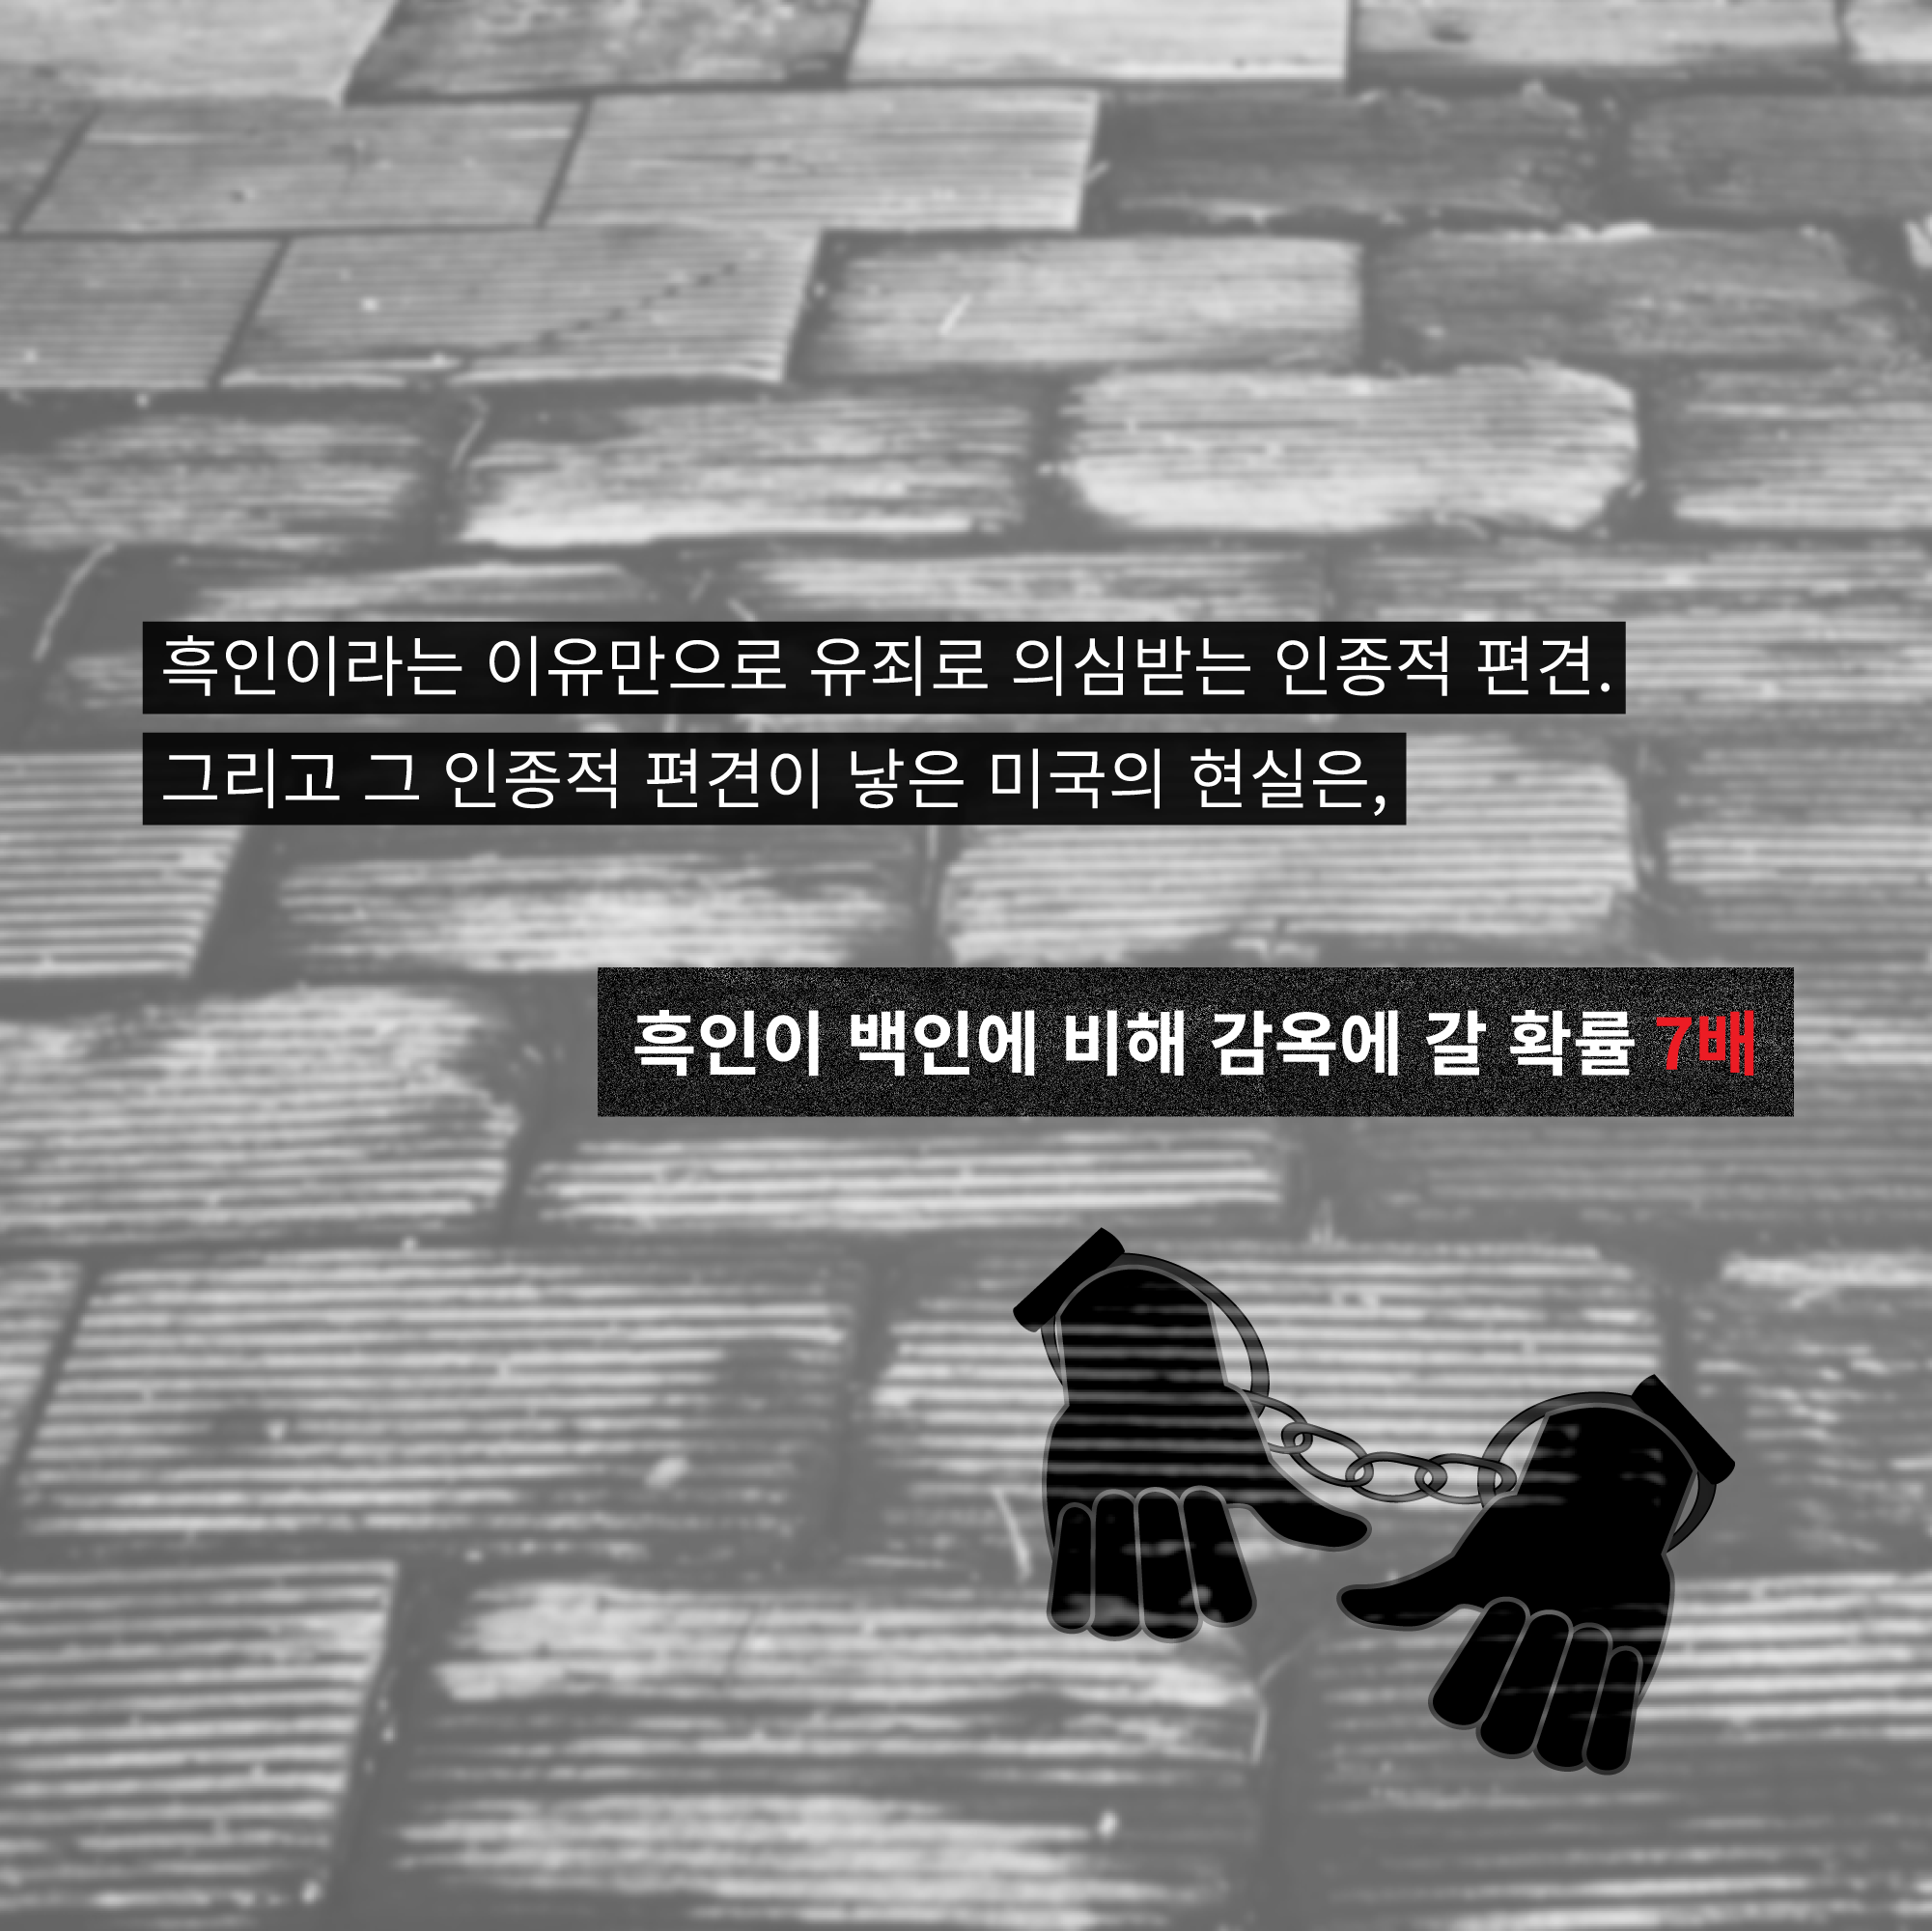 흑인이라는 이유만으로 유죄로 의심받는 인종적 편견.
그리고 그 인종적 편견이 낳은 미국의 현실은,
흑인이 백인에 비해 감옥에 갈 확률 7배